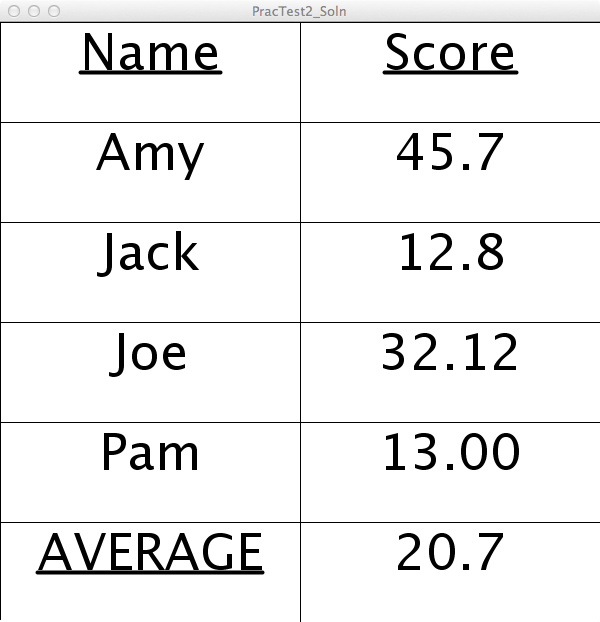 PracTest2_Soln
Name Score
Amy 45.7
Jack 12.8
Joe 32.12
Pam 13.00
AVERAGE 20.7